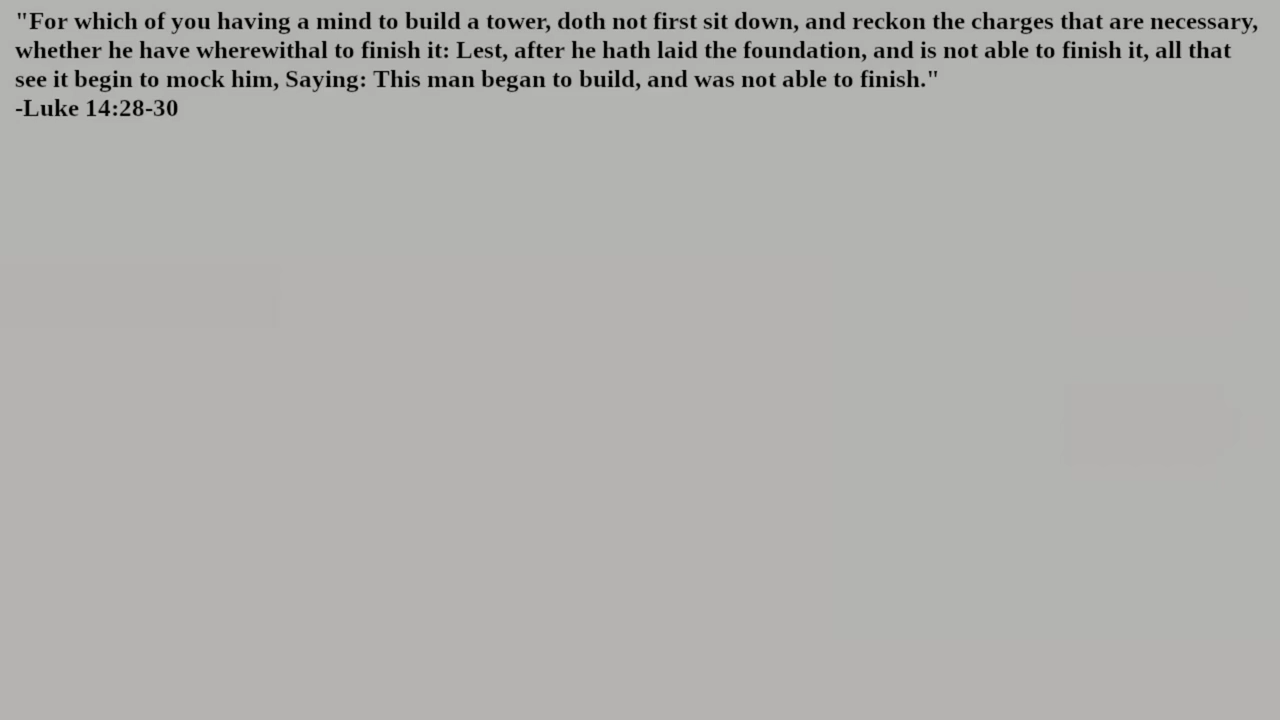 "For which of you having a mind to build a tower, doth not first sit down, and reckon the charges that are necessary,
whether he have wherewithal to finish it: Lest, after he hath laid the foundation, and is not able to finish it, all that
see it begin to mock him, Saying: This man began to build, and was not able to finish."
-Luke 14:28-30